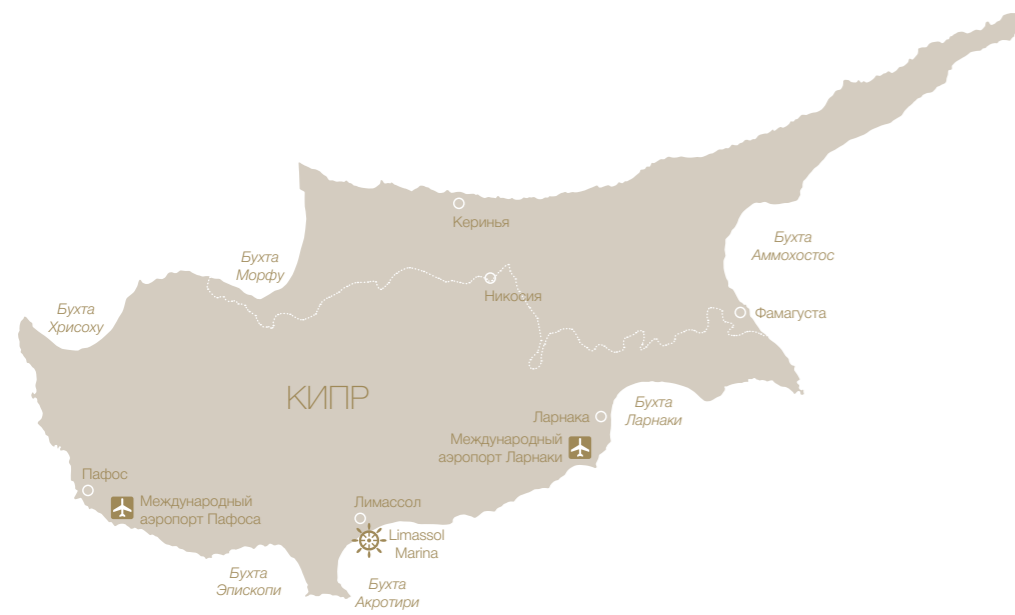 Керинья
Бухта
Аммохостос
Бухта
Морфу
Никосия
Бухта
Хрисоху
Фамагуста
КИПР
Бухта
Ларнаки
Ларнака
Международный
аэропорт Ларнаки
Пафос
Международный
аэропорт Пафоса
Лимассол
Limassol
Marina
Бухта
Эпископи
Бухта
Акротири